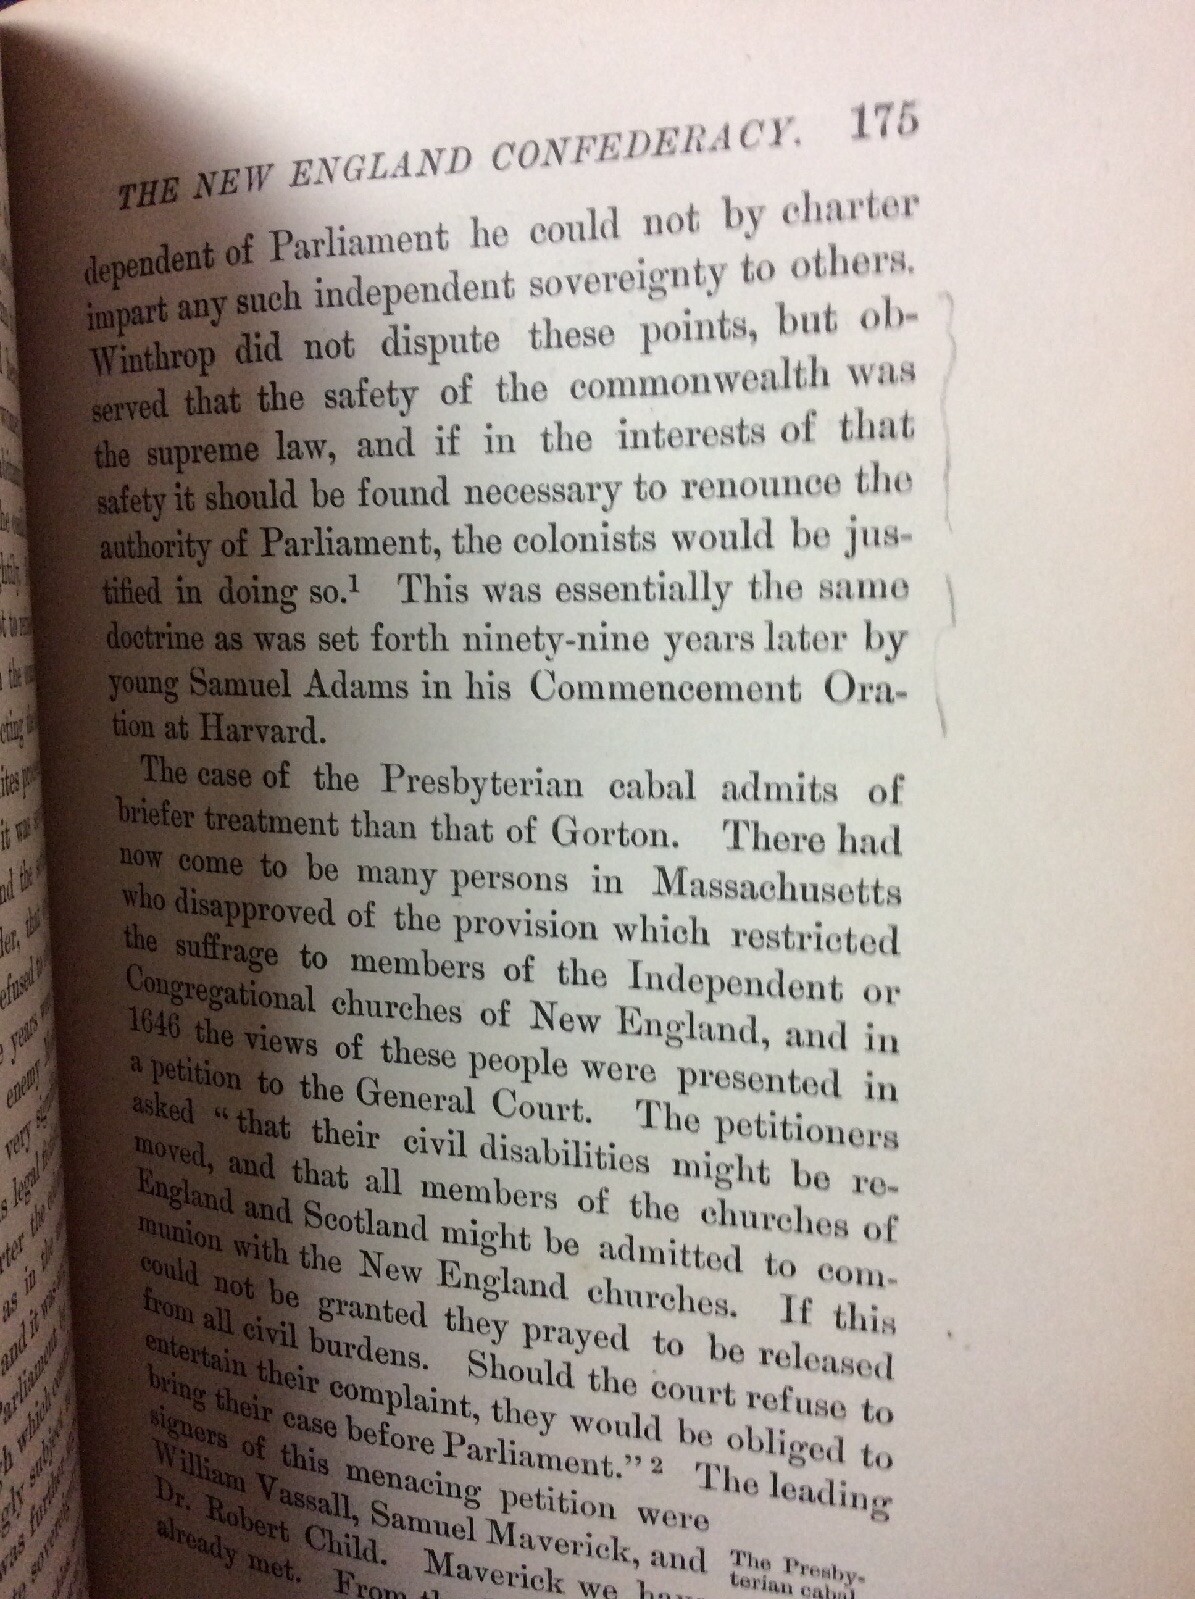 THE NEW ENGLAND CONFEDERACY. 175
dependent of Parliament he could not by charter
impart any such independent sovereignty to others.
Winthrop did not dispute these points, but ob-
served that the safety of the commonwealth was
the supreme law, and if in the interests of that
safety it should be found necessary to renounce the
authority of Parliament, the colonists would be jus-
tified in doing so.¹ This was essentially the same
doctrine as was set forth ninety-nine years later by
young Samuel Adams in his Commencement Ora-
tion at Harvard.
The case of the Presbyterian cabal admits of
briefer treatment than that of Gorton. There had
now come to be many persons in Massachusetts
who disapproved of the provision which restricted
the suffrage to members of the Independent or
Congregational churches of New England, and in
1646 the views of these people were presented in
a petition to the General Court. The petitioners
asked "that their civil disabilities might be re-
moved, and that all members of the churches of
England and Scotland might be admitted to com-
munion with the New England churches. If this
could not be granted they prayed to be released
from all civil burdens. Should the court refuse to
entertain their complaint, they would be obliged to
bring their case before Parliament." ² The leading
signers of this menacing petition were
William Vassall, Samuel Maverick, and
Dr. Robert Child. Maverick we have
already met. From
The Presby-
terian cabal